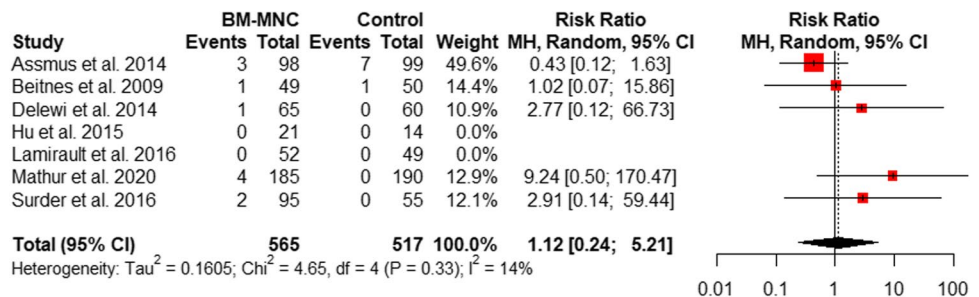 BM-MNC Control Risk Ratio Risk Ratio
Study Events Total Events Total Weight MH, Random, 95% CI MH, Random, 95% CI
Assmus et al. 2014 3 98 7 99 49.6% 0.43 [0.12; 1.63]
Beitnes et al. 2009 1 49 1 50 14.4% 1.02 [0.07; 15.86]
Delewi et al. 2014 1 65 0 60 10.9% 2.77 [0.12; 66.73]
Hu et al. 2015 0 21 0 14 0.0%
Lamirault et al. 2016 0 52 0 49 0.0%
Mathur et al. 2020 4 185 0 190 12.9% 9.24 [0.50; 170.47]
Surder et al. 2016 2 95 0 55 12.1% 2.91 [0.14; 59.44]
Total (95% CI) 565 517 100.0% 1.12 [0.24; 5.21]
Heterogeneity: Tau² = 0.1605; Chi² = 4.65, df = 4 (P = 0.33); I² = 14%
0.01 0.1 1 10 100